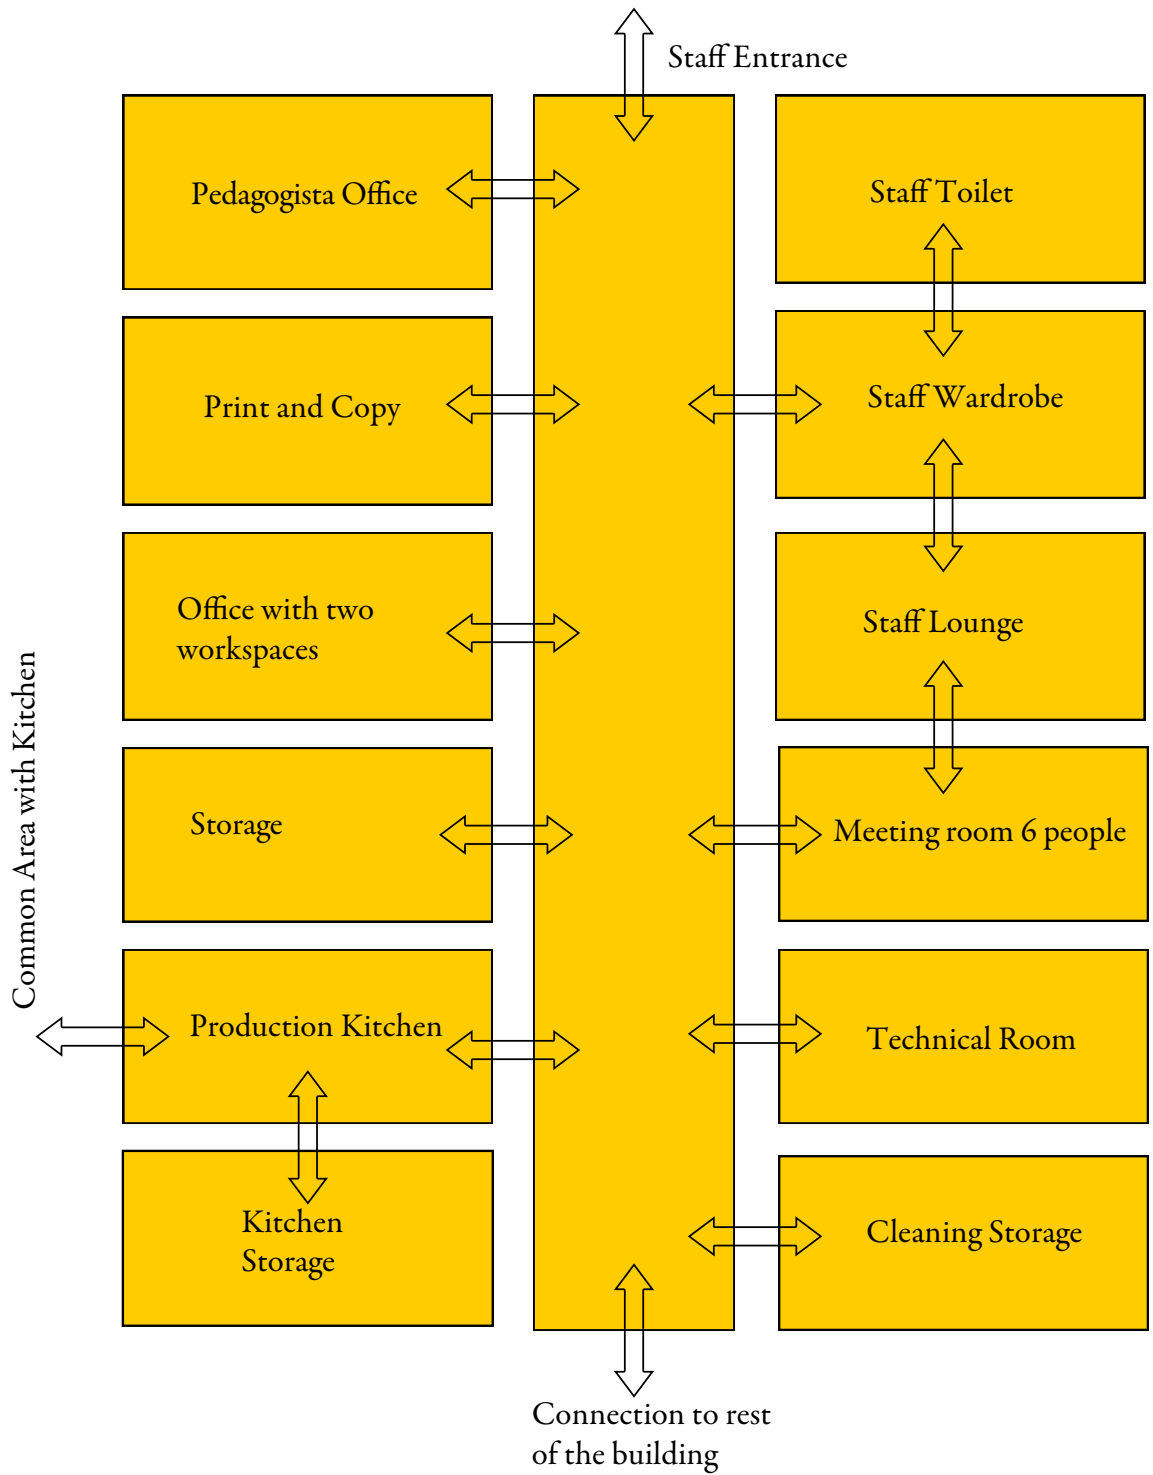 Staff Entrance
Pedagogista Office
Staff Toilet
Print and Copy
Staff Wardrobe
Office with two
workspaces
Staff Lounge
Common Area with Kitchen
Storage
Meeting room 6 people
Production Kitchen
Technical Room
Kitchen
Storage
Cleaning Storage
Connection to rest
of the building